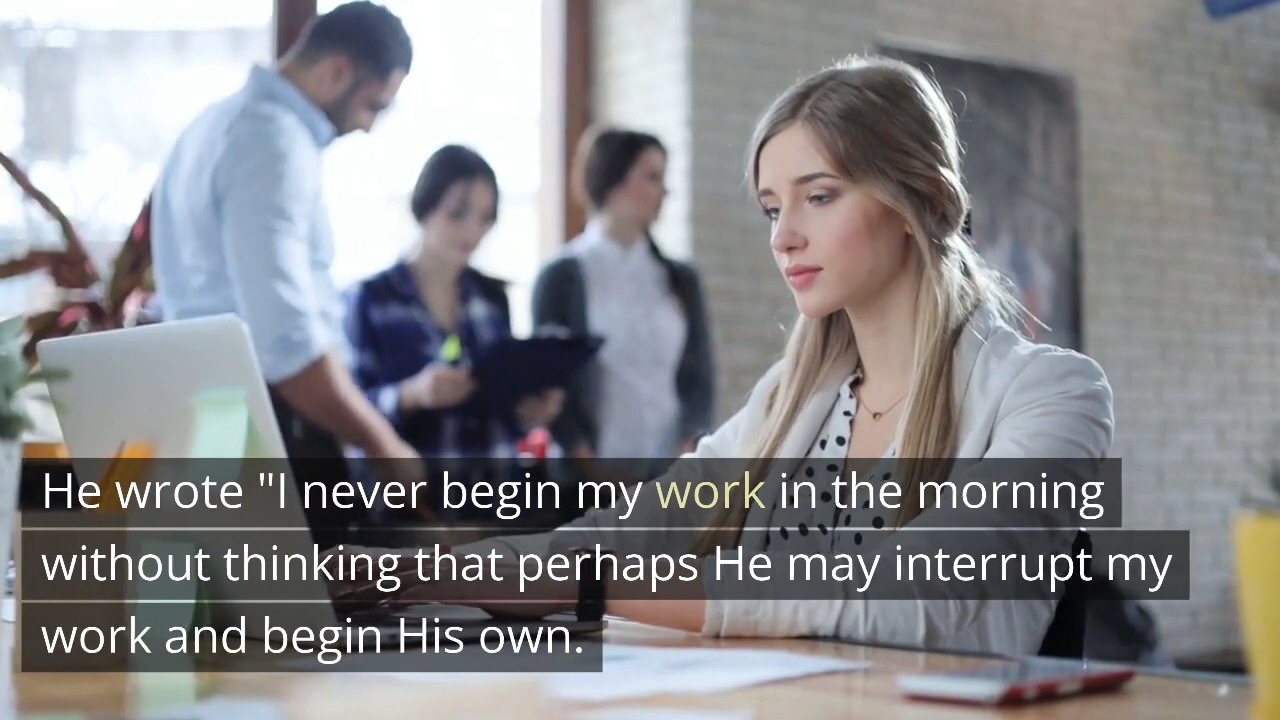 He wrote "I never begin my work in the morning
without thinking that perhaps He may interrupt my
work and begin His own.